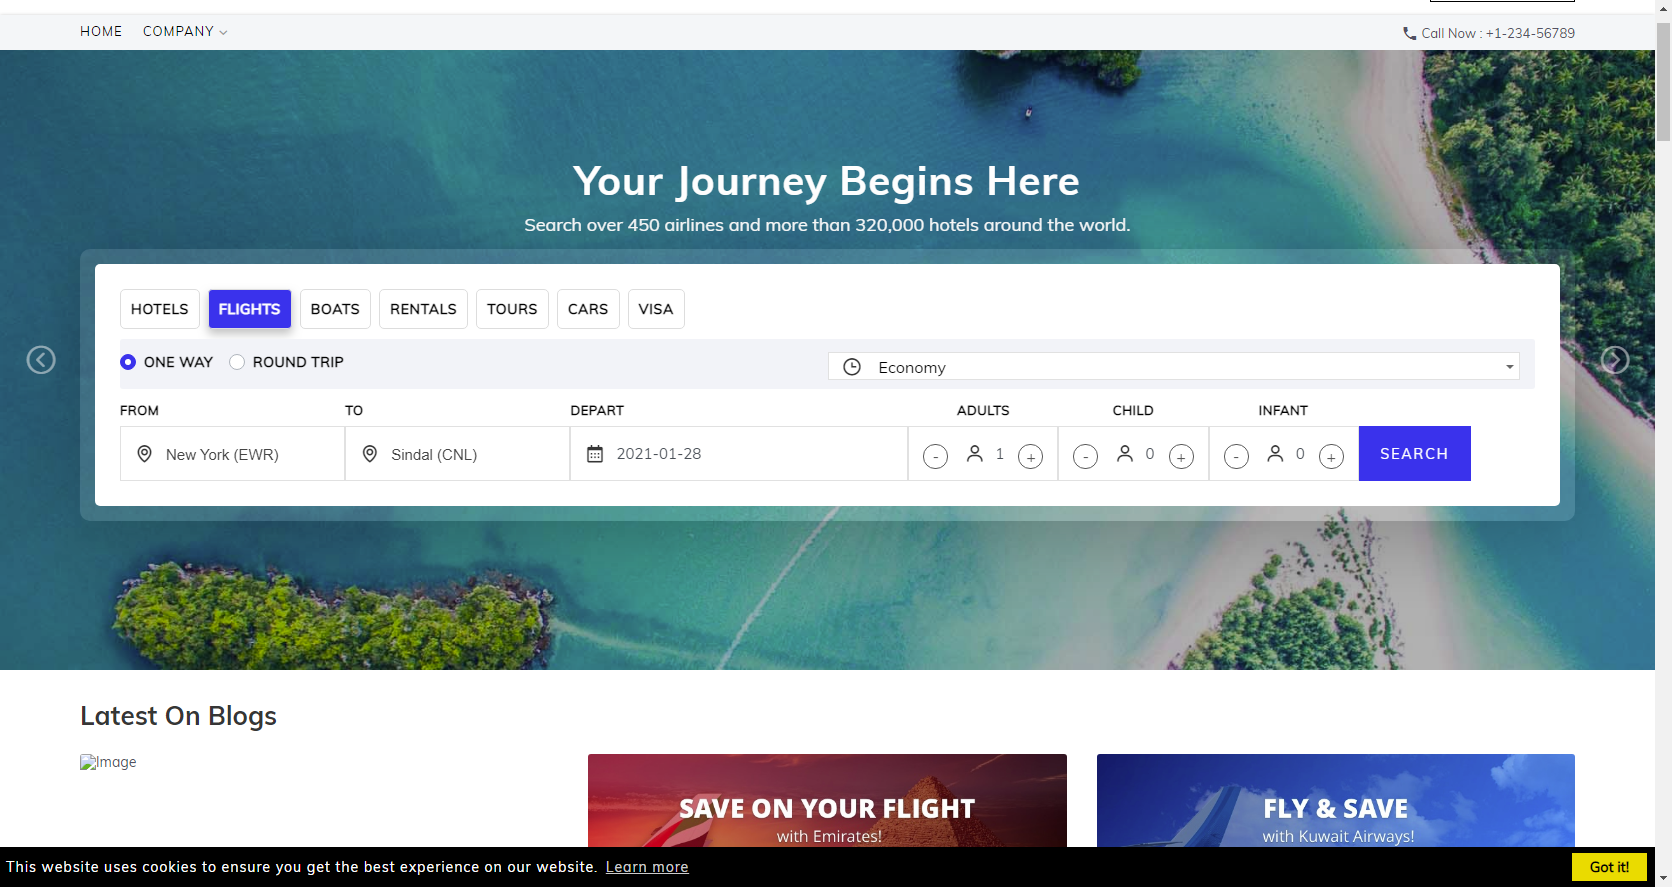 HOME COMPANY Call Now : +1-234-56789
Your Journey Begins Here
Search over 450 airlines and more than 320,000 hotels around the world.
HOTELS FLIGHTS BOATS RENTALS TOURS CARS VISA
ONE WAY ROUND TRIP Economy
FROM TO DEPART ADULTS CHILD INFANT
New York (EWR) Sindal (CNL) 2021-01-28 - 1 + - 0 + - 0 + SEARCH
Latest On Blogs
Image
SAVE ON YOUR FLIGHT
with Emirates!
FLY & SAVE
with Kuwait Airways!
This website uses cookies to ensure you get the best experience on our website. Learn more Got it!